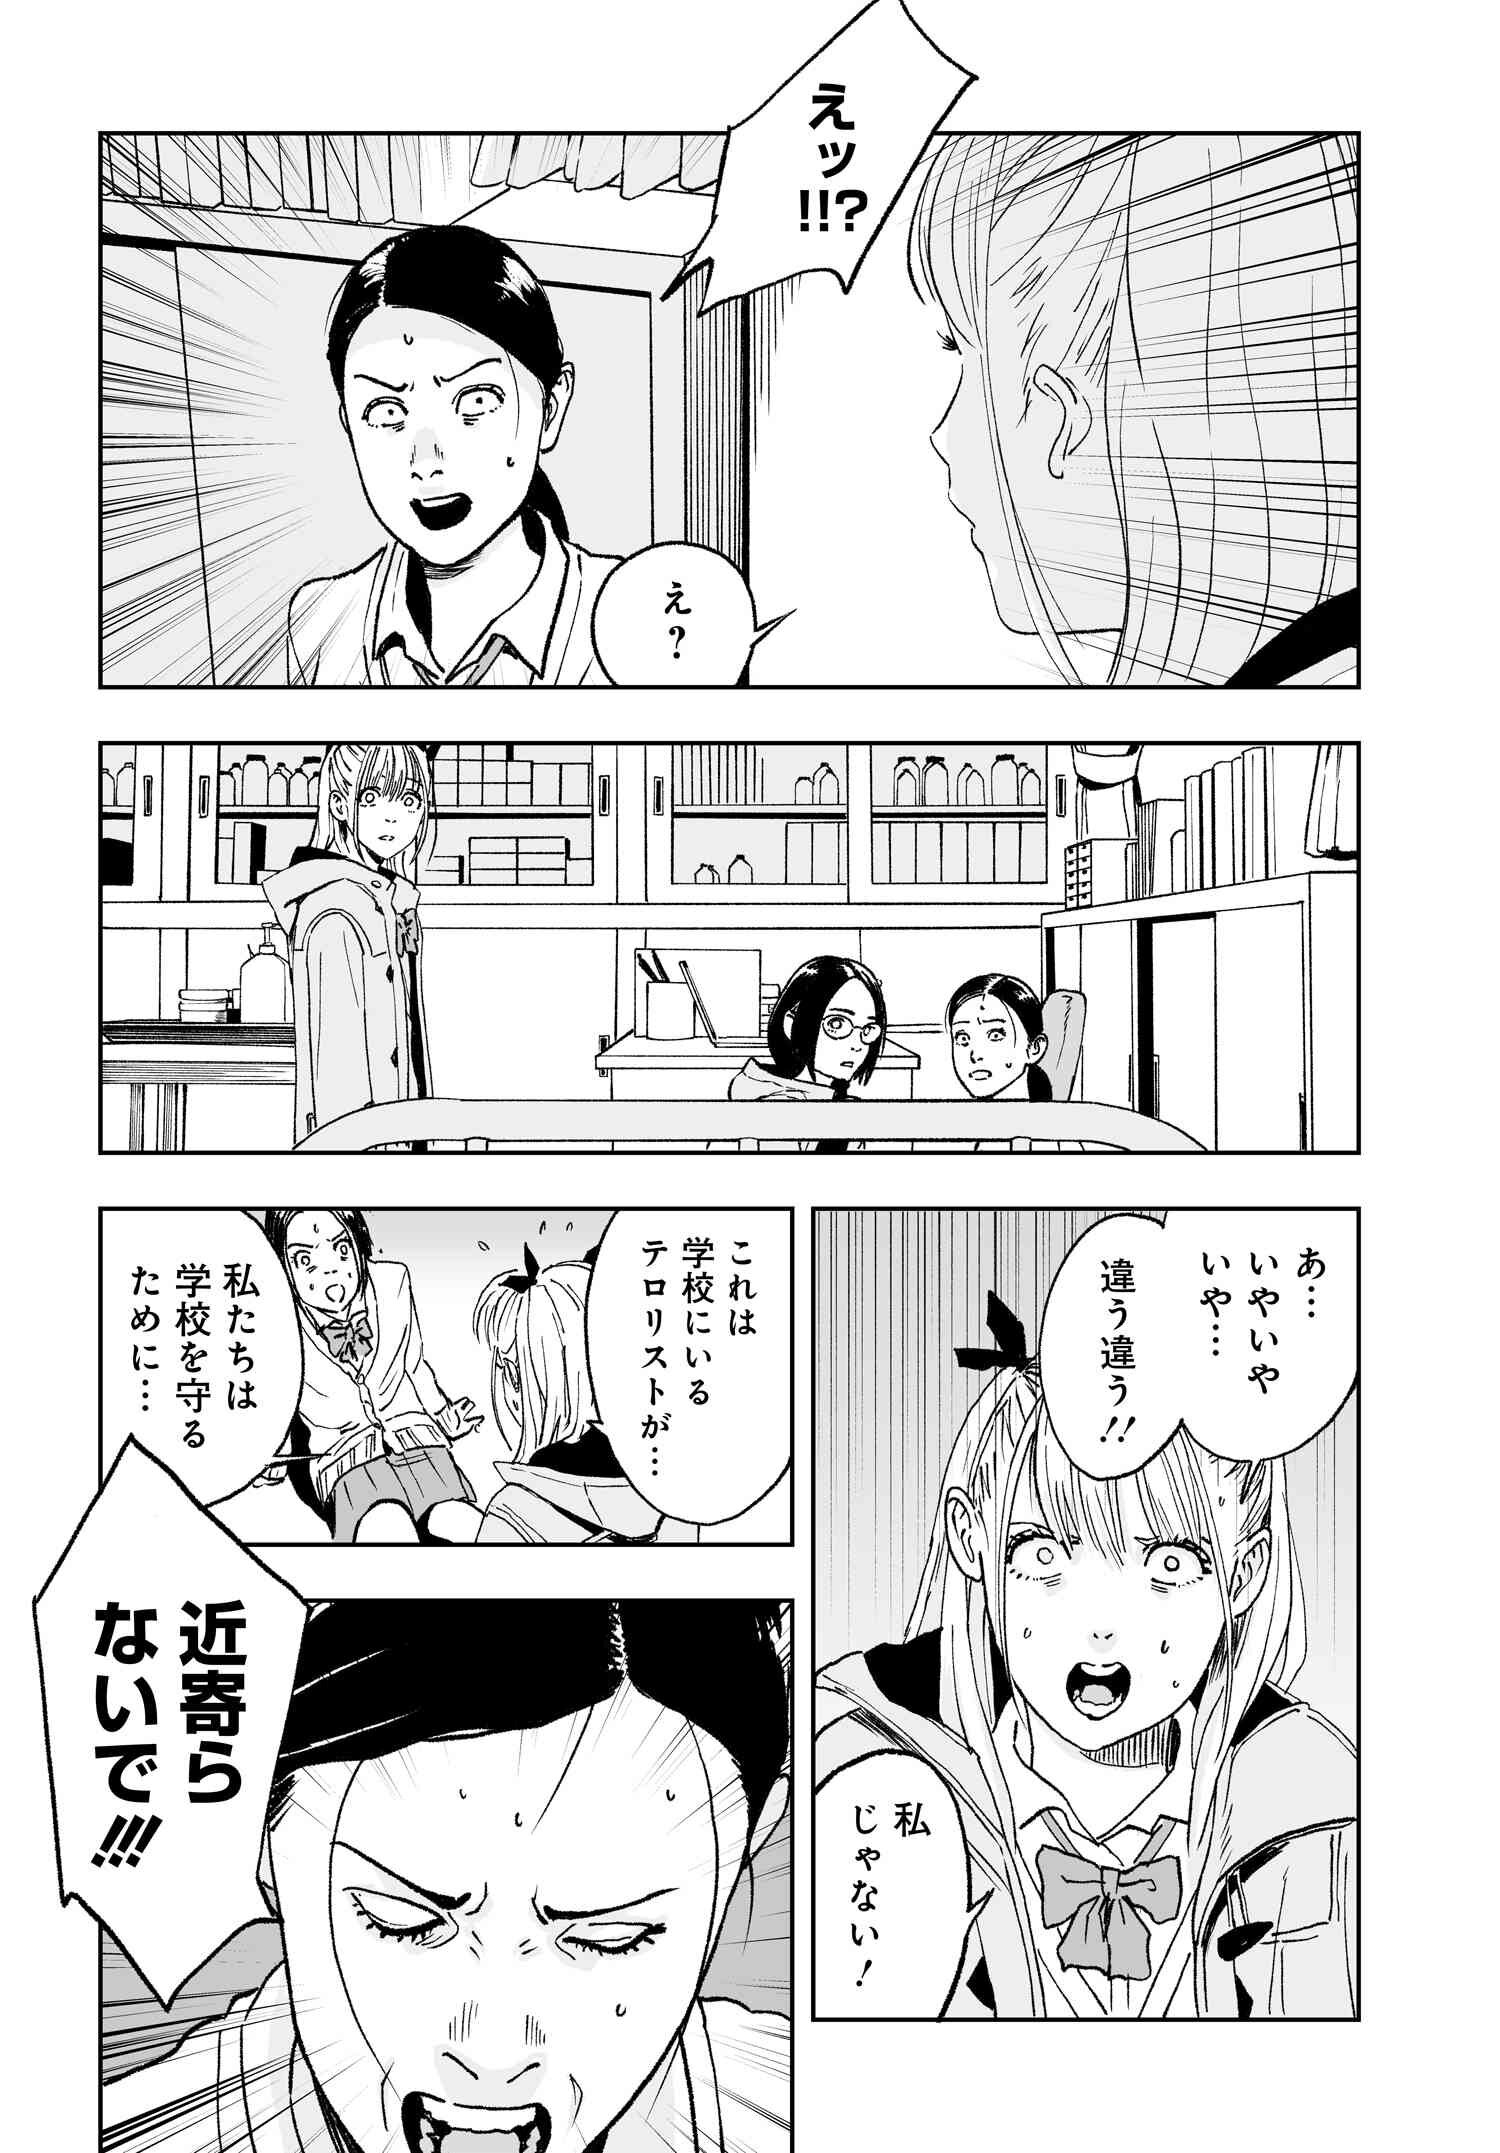 えッ
!!?
え？
あ…
いやいや
いや…
違う違う!!
私
じゃない！
これは
学校にいる
テロリストが…
私たちは
学校を守る
ために…
近寄ら
ないで!!!